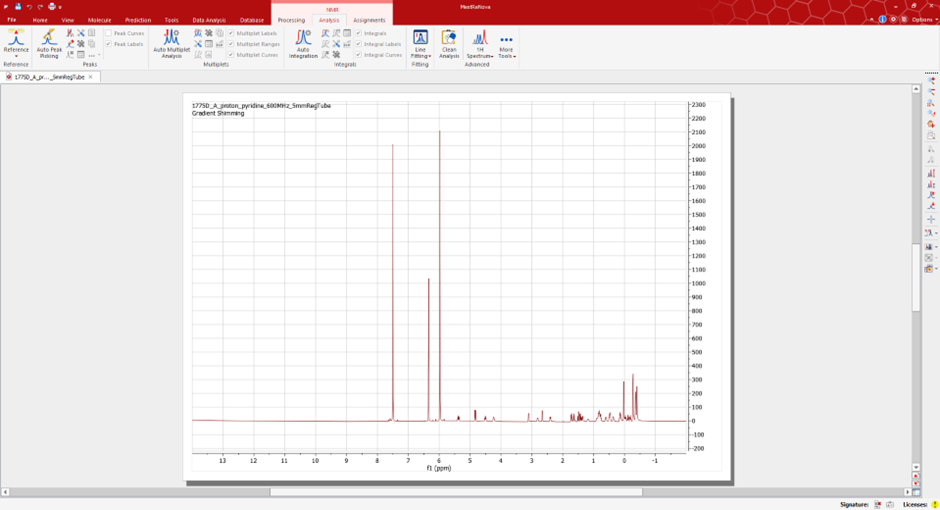 NMR
MestReNova
File Home View Molecule Prediction Tools Data Analysis Database Processing Analysis Assignments Options
Reference
Auto Peak Picking
Peak Curves
Peak Labels
Auto Multiplet Analysis
Multiplet Labels
Multiplet Ranges
Multiplet Curves
Auto Integration
Integrals
Integral Labels
Integral Curves
Line Fitting
Clean Analysis
1H Spectrum
More Tools
Reference Peaks Multiplets Integrals Fitting Advanced
1775D_A_pr... _5mmRegTube
1775D_A_proton_pyridine_600MHz_5mmRegTube
Gradient Shimming
2300
2200
2100
2000
1900
1800
1700
1600
1500
1400
1300
1200
1100
1000
900
800
700
600
500
400
300
200
100
0
-100
-200
13 12 11 10 9 8 7 6 5 4 3 2 1 0 -1
f1 (ppm)
Signature: Licenses: